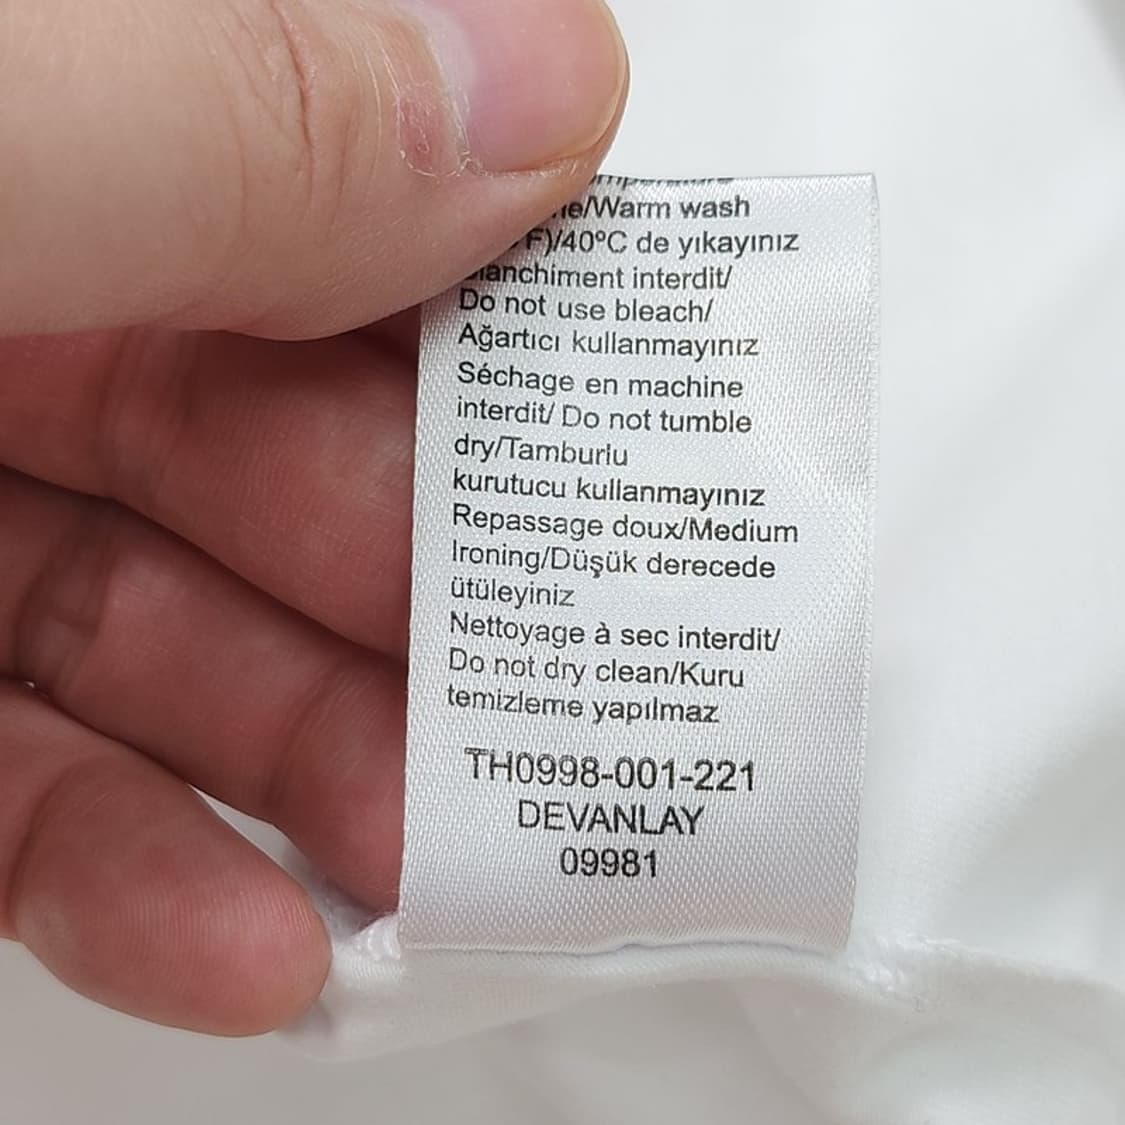 Warm wash
F)/40°C de yıkayınız
interdit/
Do not use bleach/
Ağartıcı kullanmayınız
Séchage en machine
interdit/ Do not tumble
dry/Tamburlu
kurutucu kullanmayınız
Repassage doux/Medium
Ironing/Düşük derecede
ütüleyiniz
Nettoyage à sec interdit/
Do not dry clean/Kuru
temizleme yapılmaz
TH0998-001-221
DEVANLAY
09981